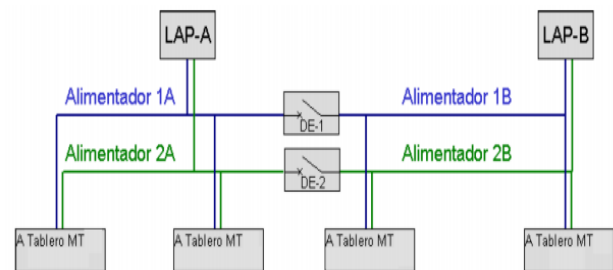 LAP-A
LAP-B
Alimentador 1A
Alimentador 1B
DE-1
Alimentador 2A
Alimentador 2B
DE-2
A Tablero MT
A Tablero MT
A Tablero MT
A Tablero MT